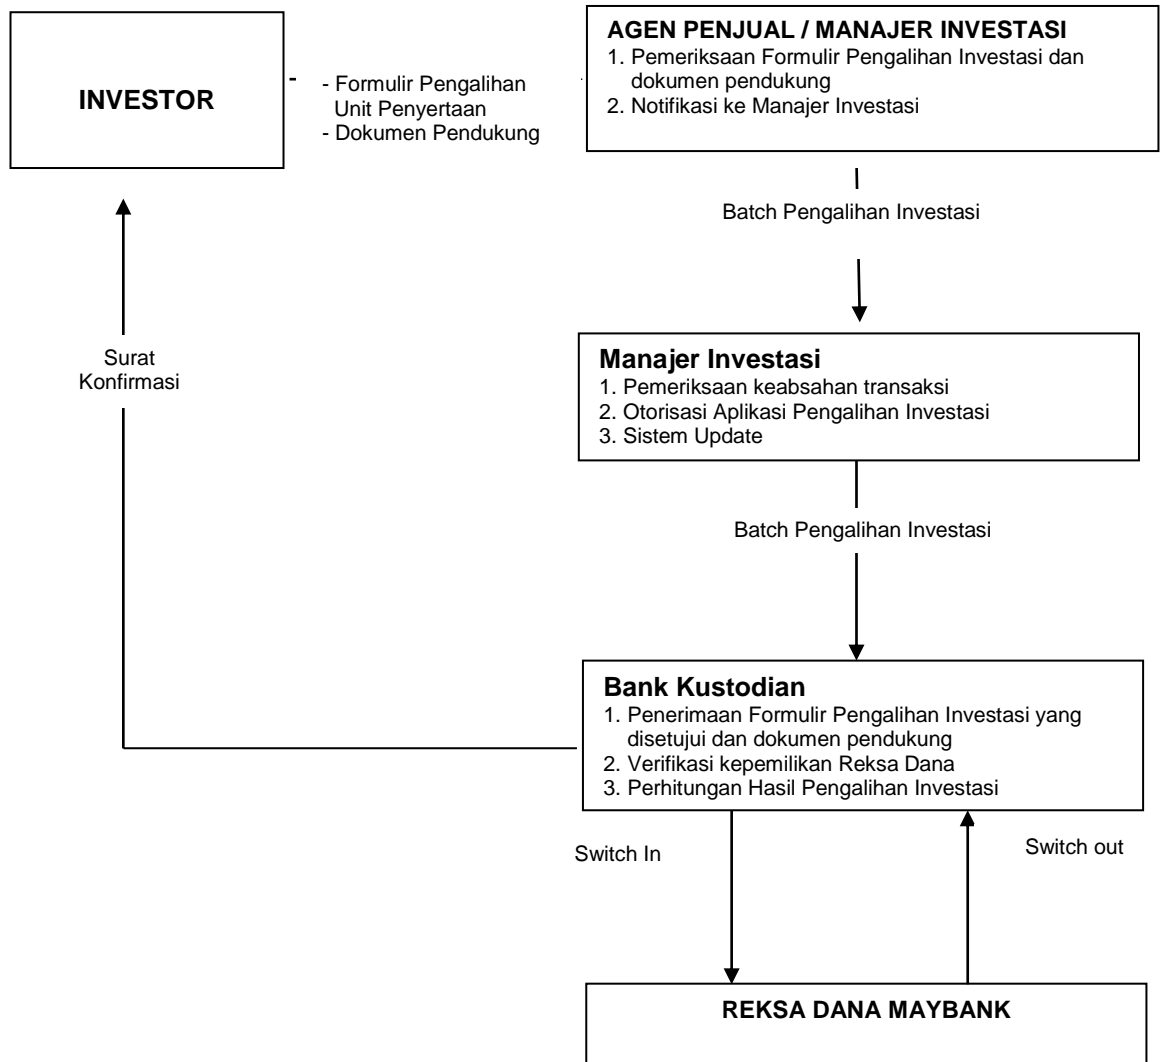 INVESTOR
- Formulir Pengalihan
Unit Penyertaan
- Dokumen Pendukung
AGEN PENJUAL / MANAJER INVESTASI
1. Pemeriksaan Formulir Pengalihan Investasi dan
dokumen pendukung
2. Notifikasi ke Manajer Investasi
Batch Pengalihan Investasi
Surat
Konfirmasi
Manajer Investasi
1. Pemeriksaan keabsahan transaksi
2. Otorisasi Aplikasi Pengalihan Investasi
3. Sistem Update
Batch Pengalihan Investasi
Bank Kustodian
1. Penerimaan Formulir Pengalihan Investasi yang
disetujui dan dokumen pendukung
2. Verifikasi kepemilikan Reksa Dana
3. Perhitungan Hasil Pengalihan Investasi
Switch In
Switch out
REKSA DANA MAYBANK